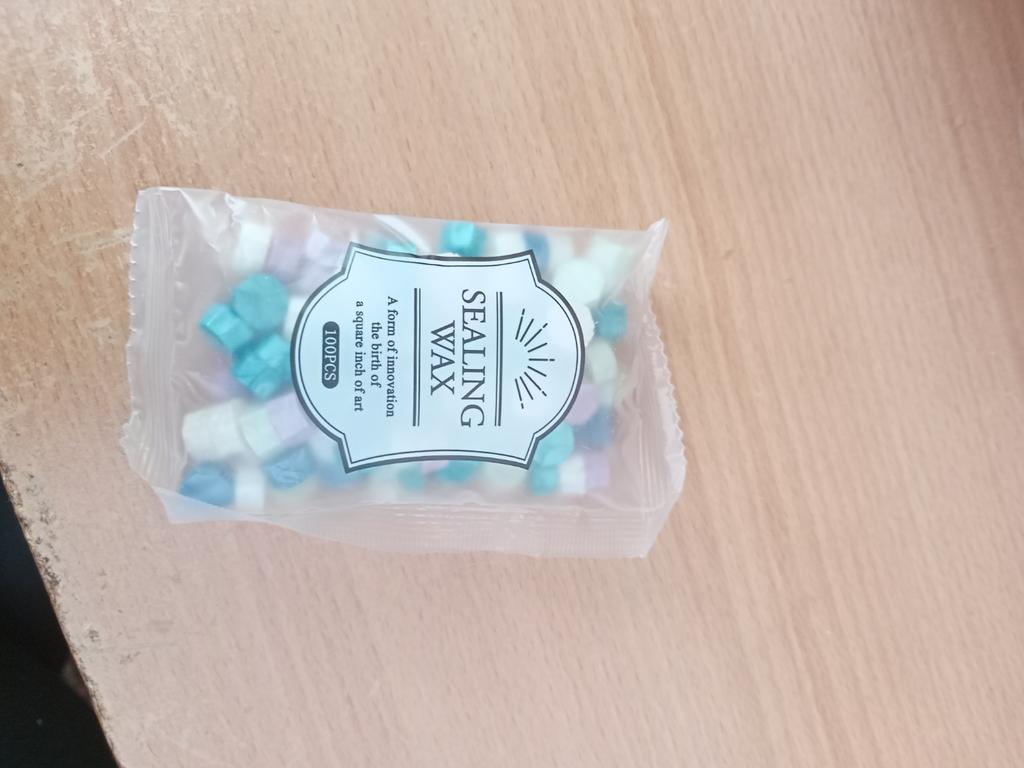 SEALING
WAX
A form of innovation
the birth of
a square inch of art
100PCS